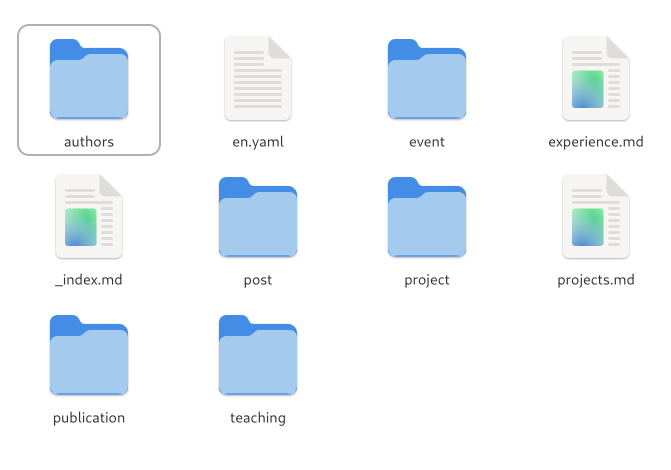 authors
en.yaml
event
experience.md
_index.md
post
project
projects.md
publication
teaching